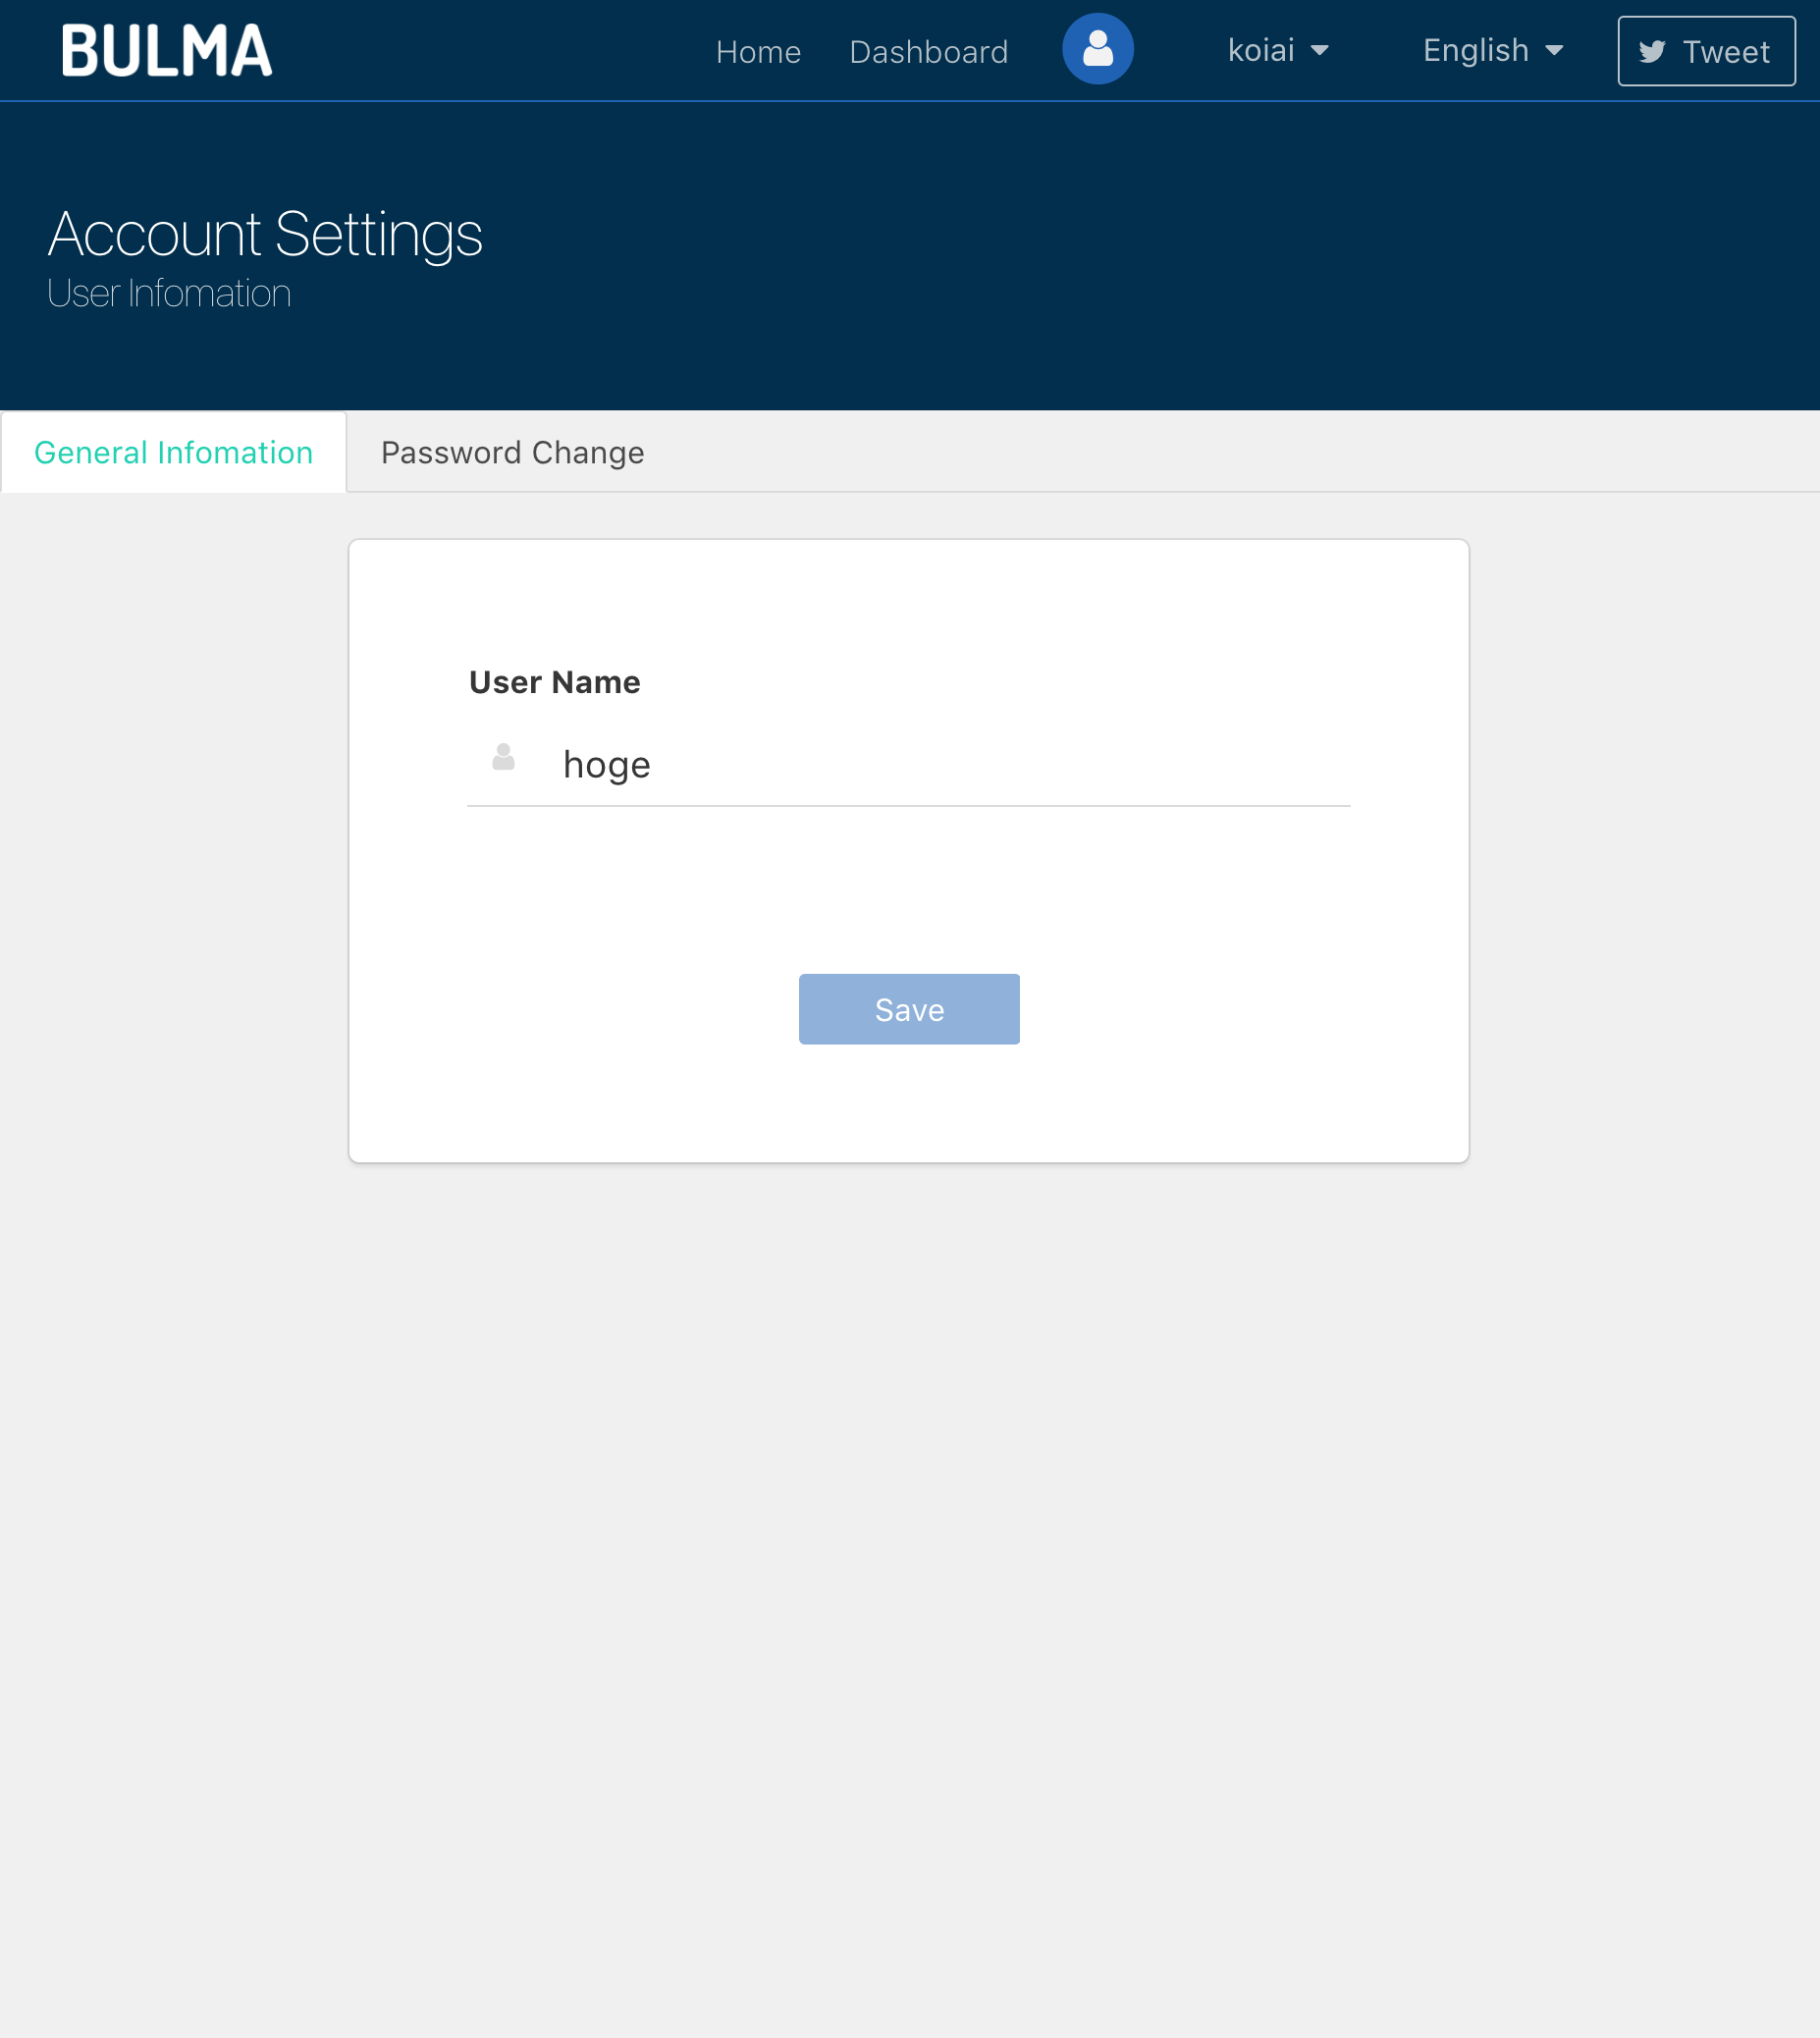 BULMA
Home Dashboard koiai English Tweet
Account Settings
User Infomation
General Infomation Password Change
User Name
hoge
Save